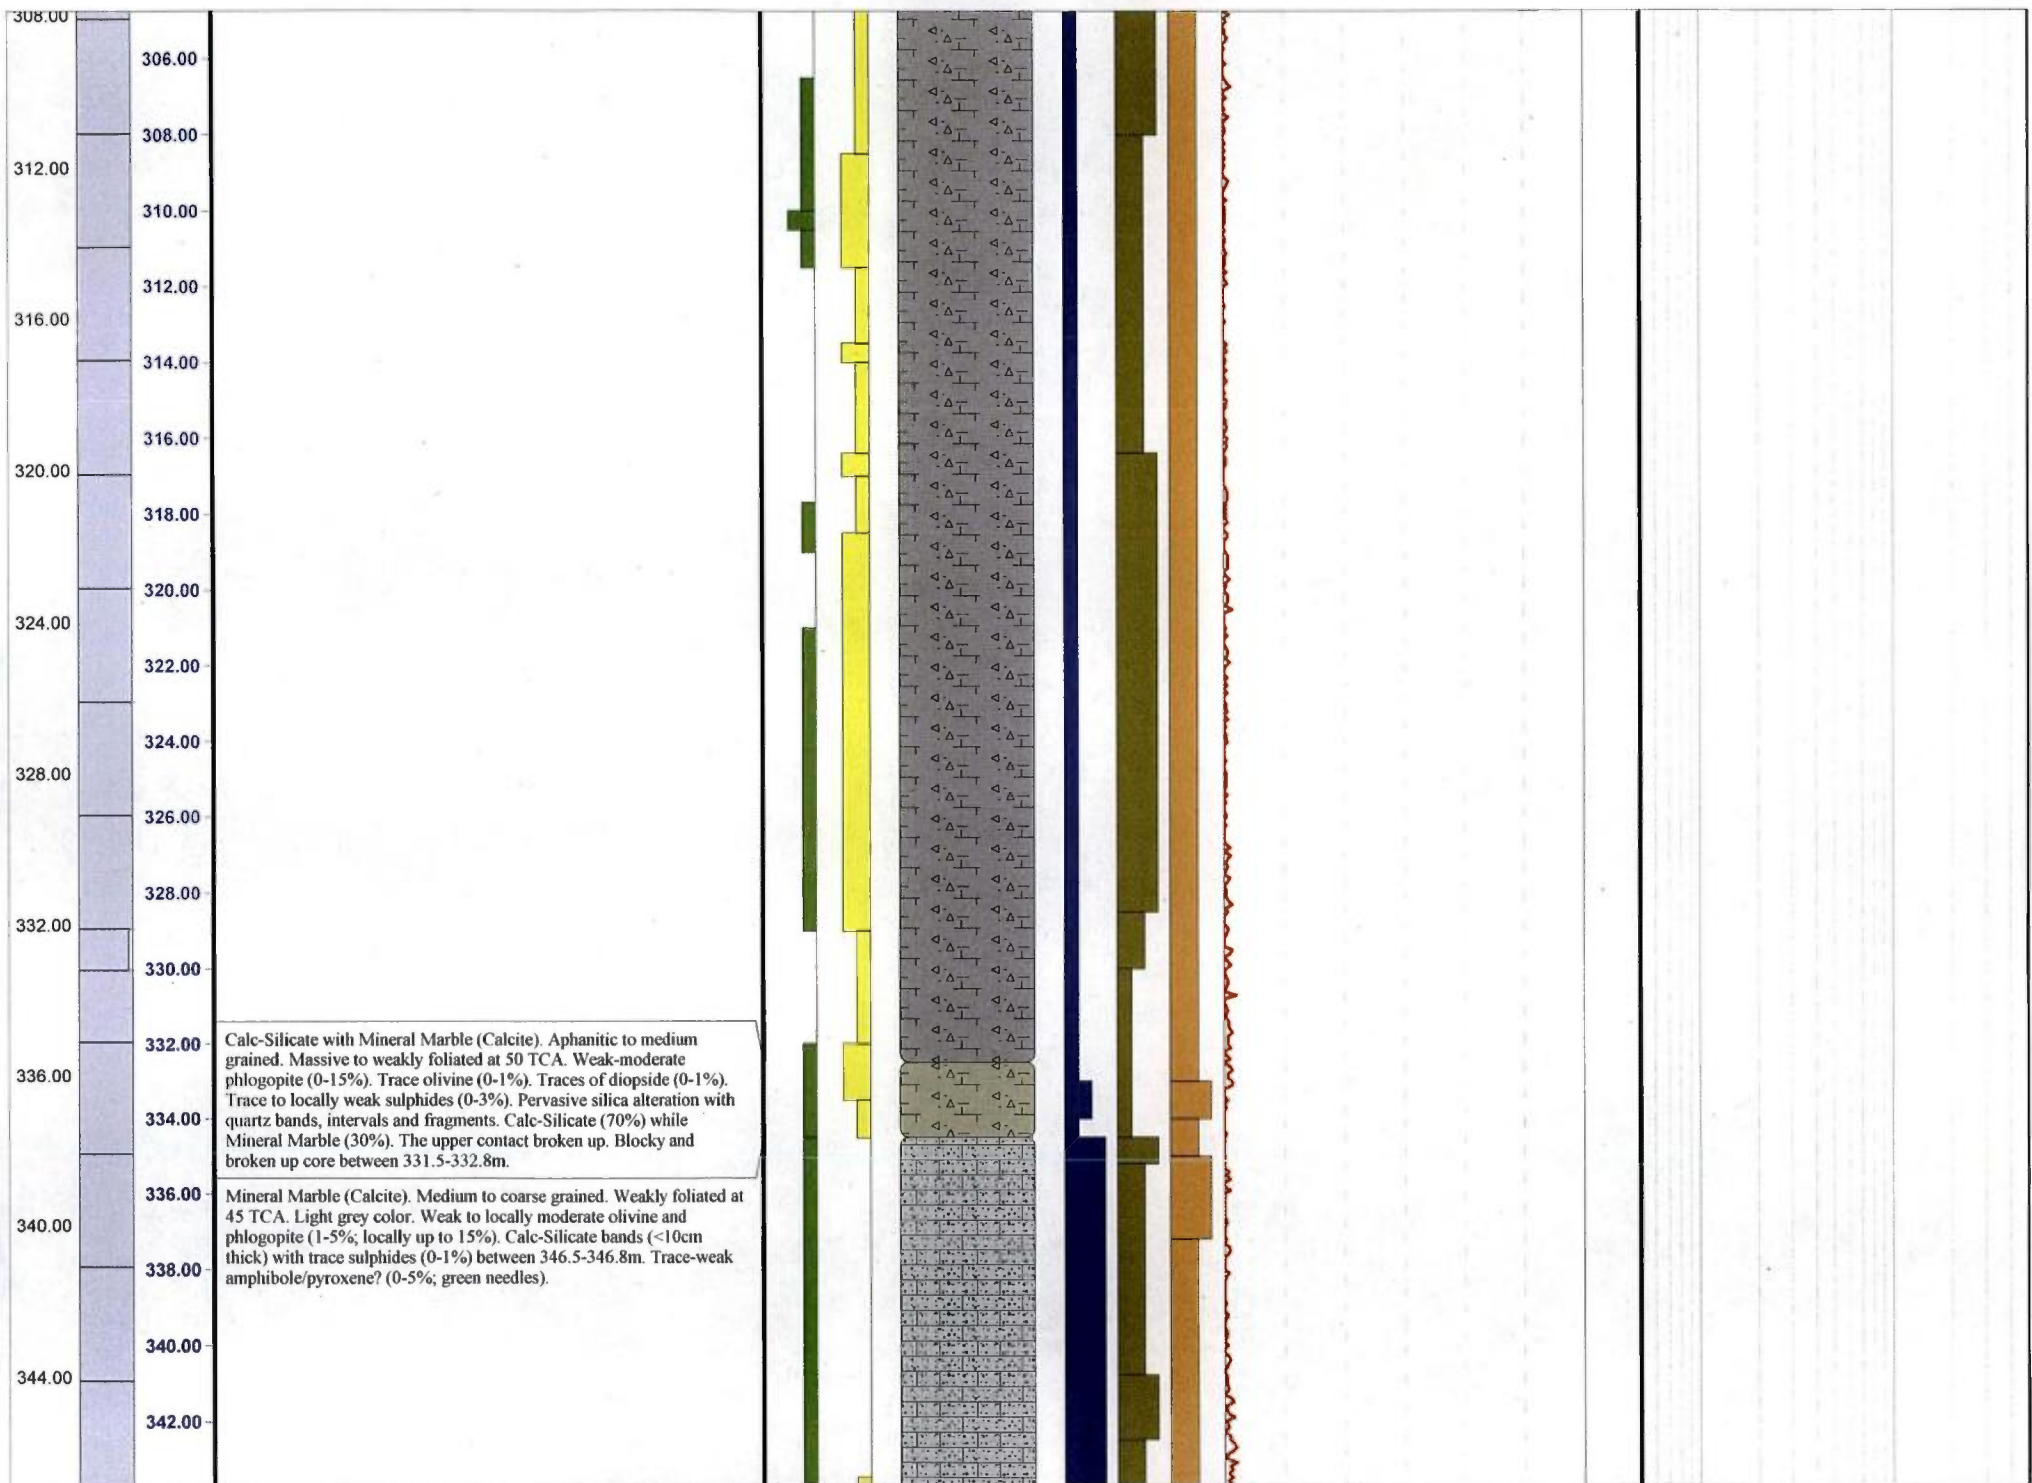 308.00
306.00
308.00
312.00
310.00
312.00
316.00
314.00
316.00
320.00
318.00
320.00
324.00
322.00
324.00
328.00
326.00
328.00
332.00
330.00
332.00
336.00
334.00
336.00
340.00
338.00
340.00
344.00
342.00
Calc-Silicate with Mineral Marble (Calcite). Aphanitic to medium
grained. Massive to weakly foliated at 50 TCA. Weak-moderate
phlogopite (0-15%). Trace olivine (0-1%). Traces of diopside (0-1%).
Trace to locally weak sulphides (0-3%). Pervasive silica alteration with
quartz bands, intervals and fragments. Calc-Silicate (70%) while
Mineral Marble (30%). The upper contact broken up. Blocky and
broken up core between 331.5-332.8m.
Mineral Marble (Calcite). Medium to coarse grained. Weakly foliated at
45 TCA. Light grey color. Weak to locally moderate olivine and
phlogopite (1-5%; locally up to 15%). Calc-Silicate bands (<10cm
thick) with trace sulphides (0-1%) between 346.5-346.8m. Trace-weak
amphibole/pyroxene? (0-5%; green needles).